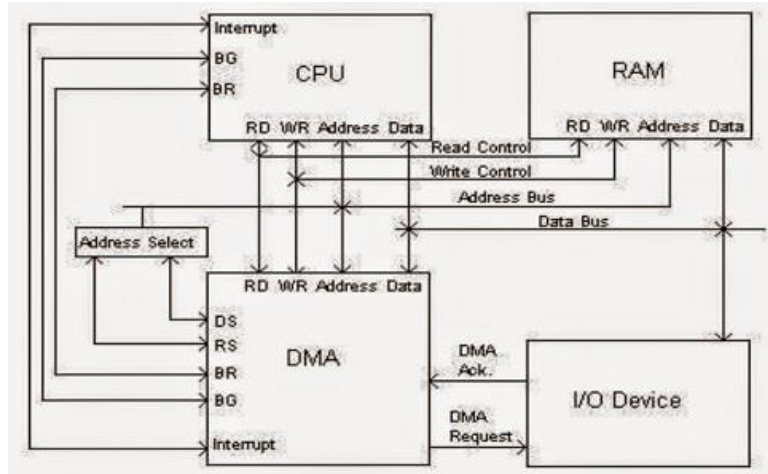 Interrupt
BG
CPU
BR
RD WR Address Data
RAM
RD WR Address Data
Read Control
Write Control
Address Bus
Data Bus
Address Select
RD WR Address Data
DS
RS
DMA
BR
BG
Interrupt
DMA
Ack.
DMA
Request
I/O Device